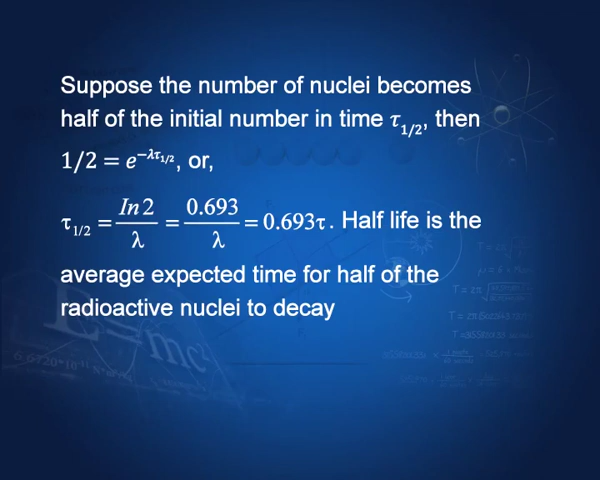 Suppose the number of nuclei becomes
half of the initial number in time τ₁/₂, then
1/2 = e^−λτ₁/₂, or,
τ₁/₂ = In2/λ = 0.693/λ = 0.693τ. Half life is the
average expected time for half of the
radioactive nuclei to decay
E=mc²